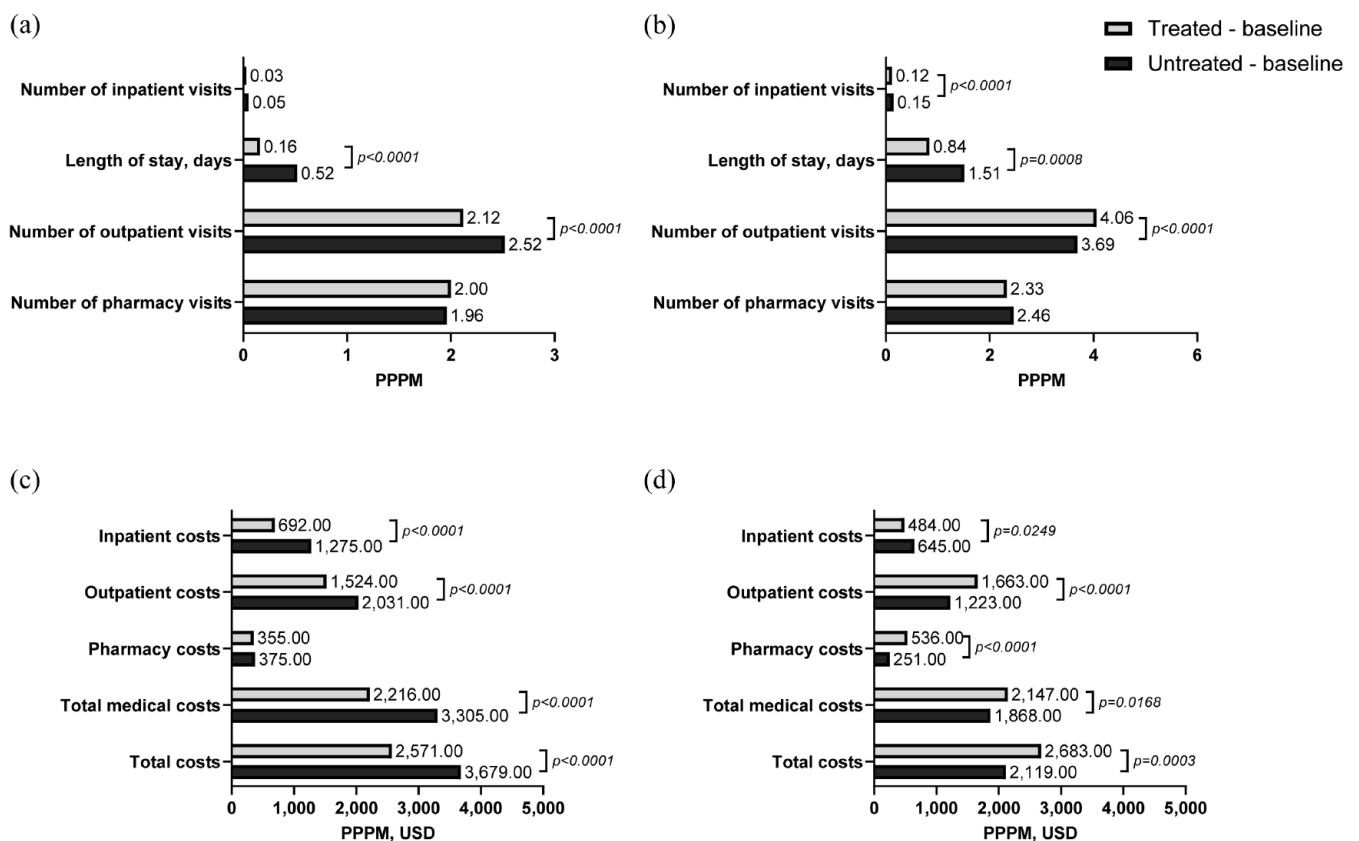 (a)
Number of inpatient visits
0.03
0.05
Length of stay, days
0.16
0.52
p<0.0001
Number of outpatient visits
2.12
2.52
p<0.0001
Number of pharmacy visits
2.00
1.96
0 1 2 3
PPPM
(b)
Treated - baseline
Untreated - baseline
Number of inpatient visits
0.12
0.15
p<0.0001
Length of stay, days
0.84
1.51
p=0.0008
Number of outpatient visits
4.06
3.69
p<0.0001
Number of pharmacy visits
2.33
2.46
0 2 4 6
PPPM
(c)
Inpatient costs
692.00
1,275.00
p<0.0001
Outpatient costs
1,524.00
2,031.00
p<0.0001
Pharmacy costs
355.00
375.00
Total medical costs
2,216.00
3,305.00
p<0.0001
Total costs
2,571.00
3,679.00
p<0.0001
0 1,000 2,000 3,000 4,000 5,000
PPPM, USD
(d)
Inpatient costs
484.00
645.00
p=0.0249
Outpatient costs
1,663.00
1,223.00
p<0.0001
Pharmacy costs
536.00
251.00
p<0.0001
Total medical costs
2,147.00
1,868.00
p=0.0168
Total costs
2,683.00
2,119.00
p=0.0003
0 1,000 2,000 3,000 4,000 5,000
PPPM, USD